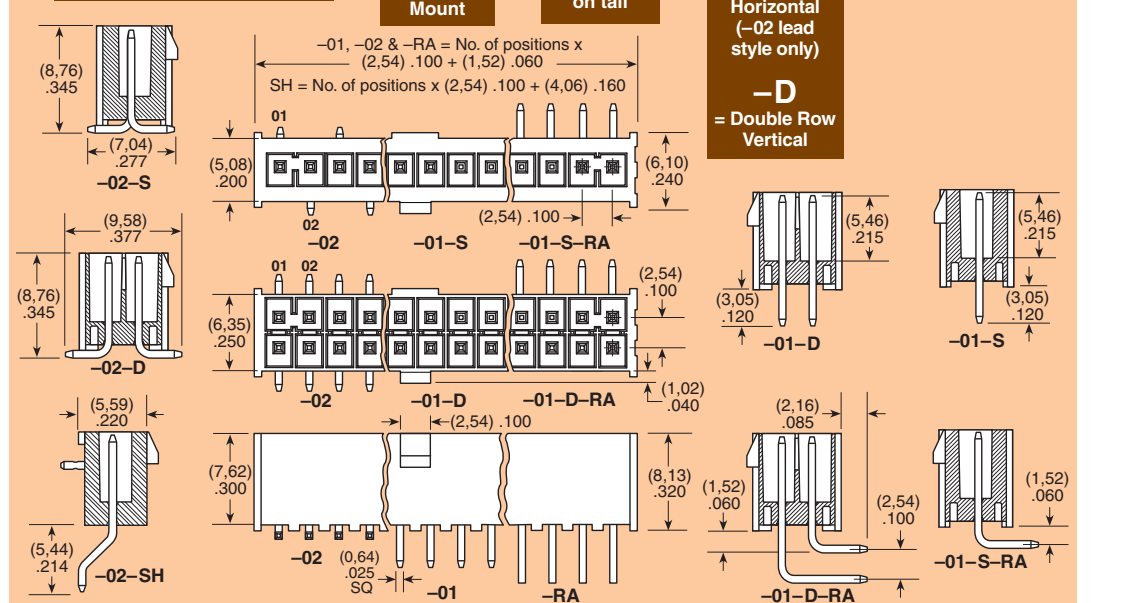 Mount
on tail
Horizontal
(–02 lead
style only)
–D
= Double Row
Vertical
(8,76)
.345
(7,04)
.277
–02–S
–01, –02 & –RA = No. of positions x
(2,54) .100 + (1,52) .060
SH = No. of positions x (2,54) .100 + (4,06) .160
01
(5,08)
.200
(6,10)
.240
02
–02
–01–S
(2,54) .100
–01–S–RA
(9,58)
.377
(8,76)
.345
–02–D
01
02
(6,35)
.250
(2,54)
.100
–02
–01–D
–01–D–RA
(1,02)
.040
(5,46)
.215
(3,05)
.120
–01–D
(5,46)
.215
(3,05)
.120
–01–S
(5,59)
.220
(5,44)
.214
–02–SH
(2,54) .100
(7,62)
.300
(8,13)
.320
–02
(0,64)
.025
SQ
–01
–RA
(2,16)
.085
(1,52)
.060
(2,54)
.100
–01–D–RA
(1,52)
.060
–01–S–RA